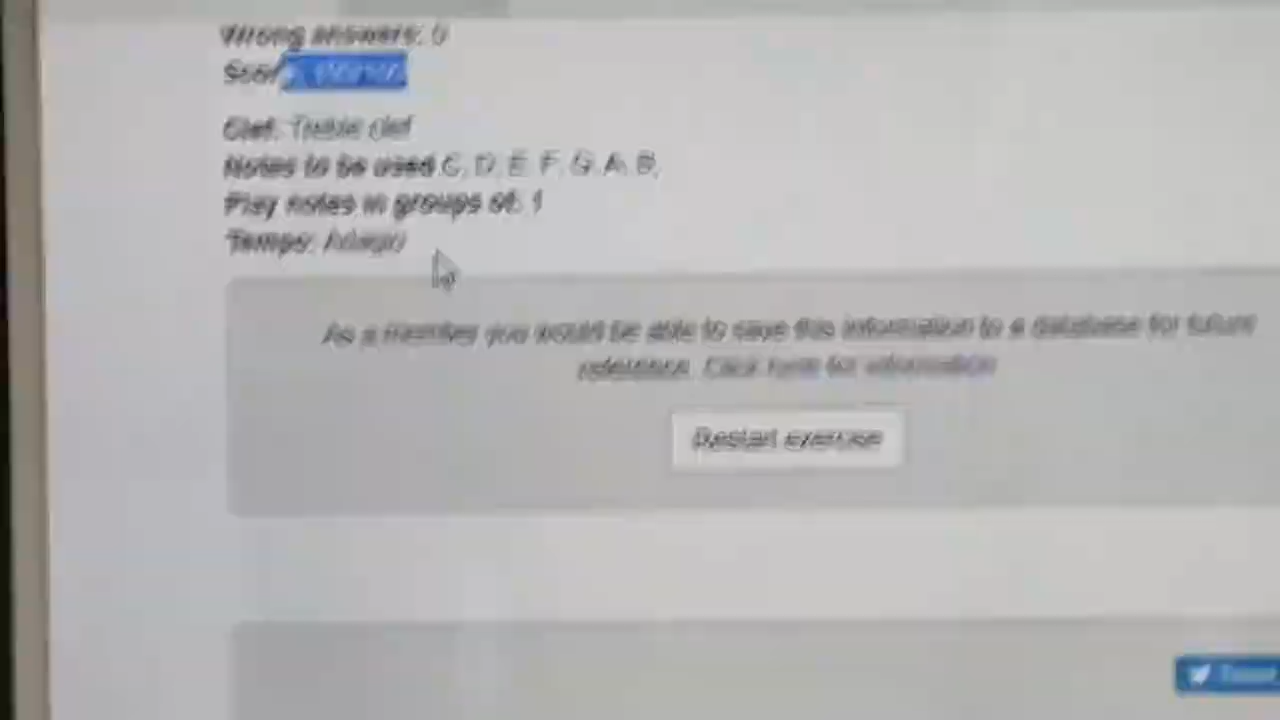 Wrong answers: 0
Score:
Clef: Treble clef
Notes to be used C, D, E, F, G, A, B,
Play notes in groups of: 1
Tempo: Adagio
As a member you would be able to save this information to a database for future
reference. Click here for information
Restart exercise
Tweet